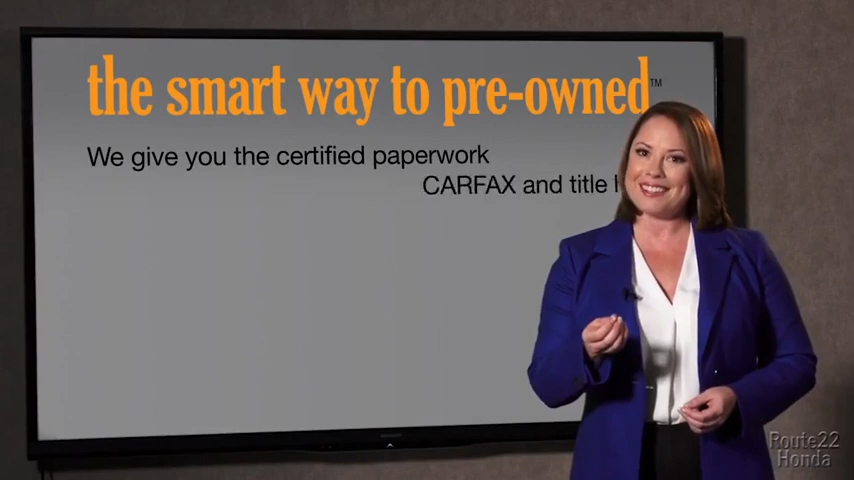 the smart way to pre-owned™
We give you the certified paperwork
CARFAX and title
Route22
Honda